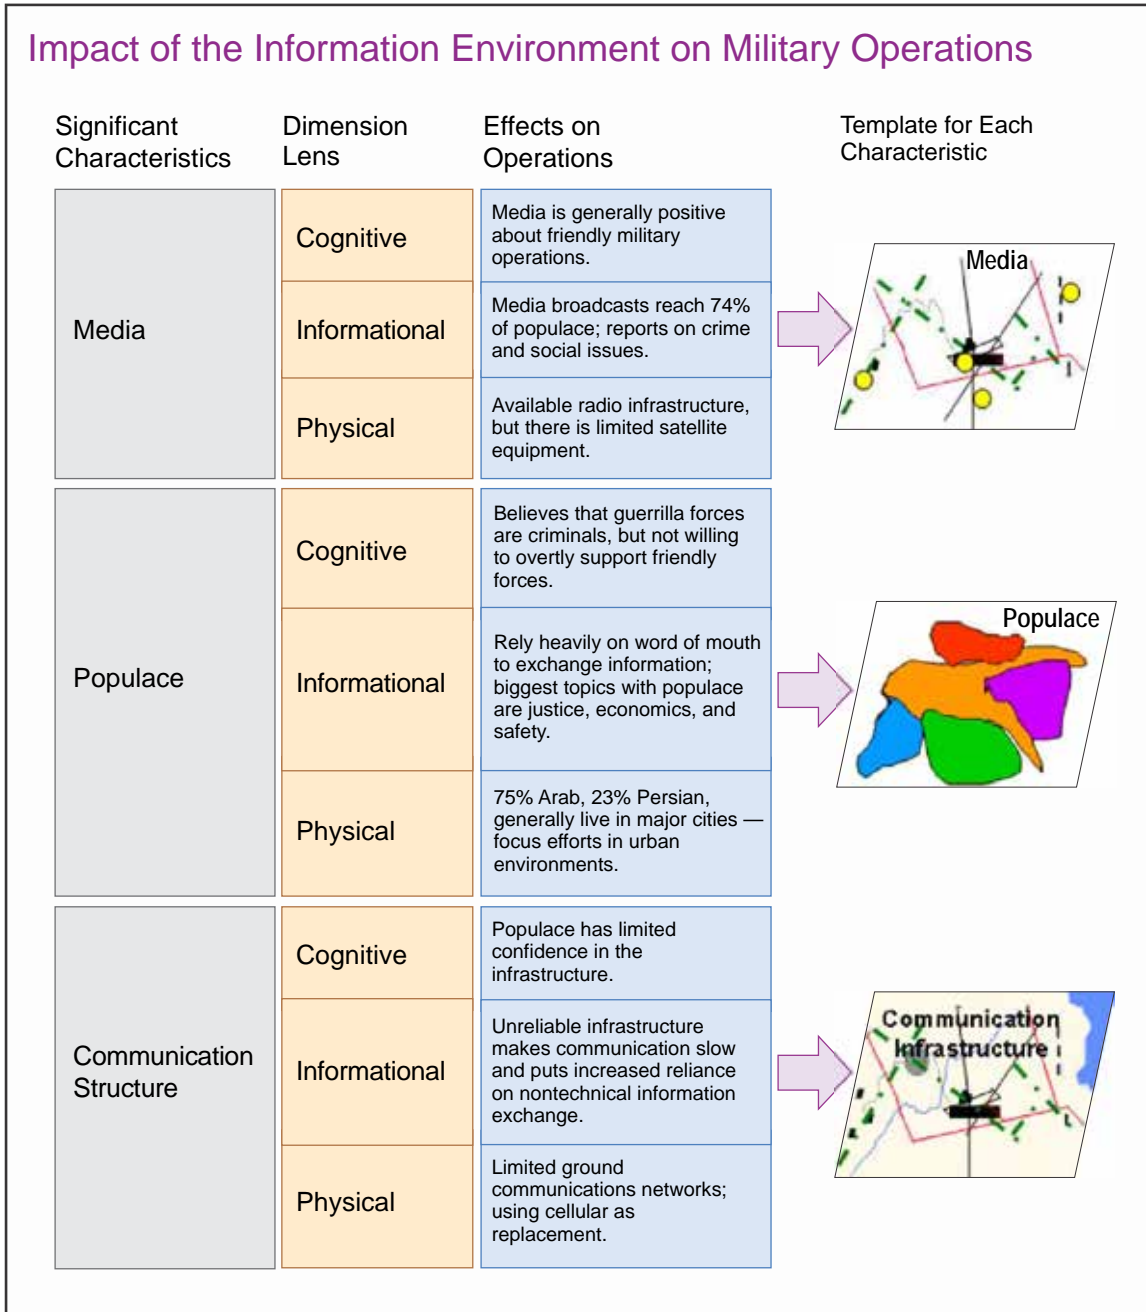 Impact of the Information Environment on Military Operations
Significant
Characteristics
Dimension
Lens
Effects on
Operations
Template for Each
Characteristic
Media
Cognitive
Media is generally positive
about friendly military
operations.
Informational
Media broadcasts reach 74%
of populace; reports on crime
and social issues.
Physical
Available radio infrastructure,
but there is limited satellite
equipment.
Media
Populace
Cognitive
Believes that guerrilla forces
are criminals, but not willing
to overtly support friendly
forces.
Informational
Rely heavily on word of mouth
to exchange information;
biggest topics with populace
are justice, economics, and
safety.
Physical
75% Arab, 23% Persian,
generally live in major cities —
focus efforts in urban
environments.
Populace
Communication
Structure
Cognitive
Populace has limited
confidence in the
infrastructure.
Informational
Unreliable infrastructure
makes communication slow
and puts increased reliance
on nontechnical information
exchange.
Physical
Limited ground
communications networks;
using cellular as
replacement.
Communication
Infrastructure